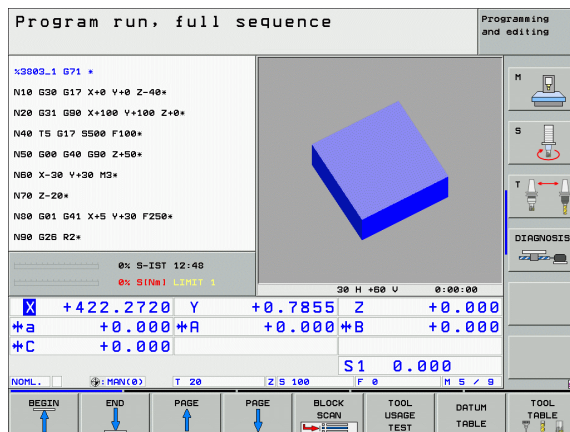 Program run, full sequence
Programming
and editing
%3803_1 G71 *
N10 G30 G17 X+0 Y+0 Z-40*
N20 G31 G90 X+100 Y+100 Z+0*
N40 T5 G17 S500 F100*
N50 G00 G40 G90 Z+50*
N60 X-30 Y+30 M3*
N70 Z-20*
N80 G01 G41 X+5 Y+30 F250*
N90 G26 R2*
0% S-IST 12:48
0% S[Nm] LIMIT 1
30 H +60 V 0:00:00
M
S
T
DIAGNOSIS
X +422.2720 Y +0.7855 Z +0.000
a +0.000 A +0.000 B +0.000
C +0.000
S1 0.000
NOML. : MAN(0) T 20 Z S 100 F 0 M 5 / 9
BEGIN
END
PAGE
PAGE
BLOCK
SCAN
TOOL
USAGE
TEST
DATUM
TABLE
TOOL
TABLE